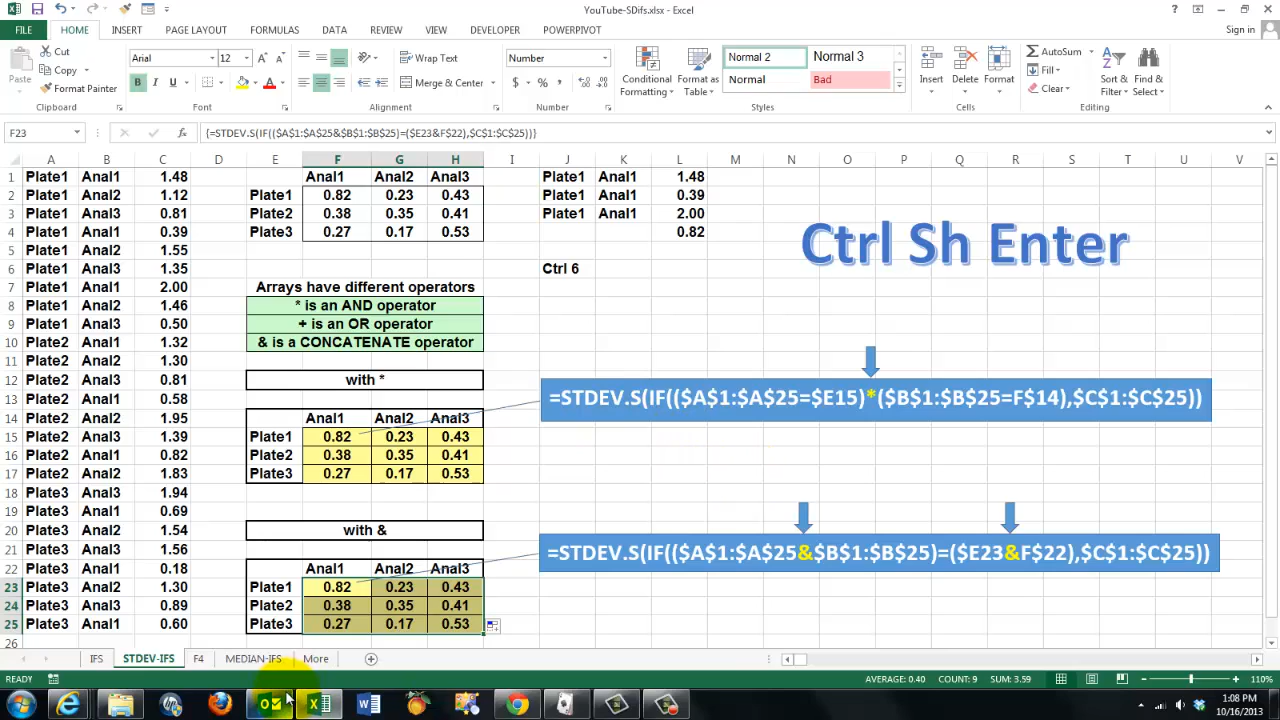 YouTube-SDifs.xlsx - Excel
FILE HOME INSERT PAGE LAYOUT FORMULAS DATA REVIEW VIEW DEVELOPER POWERPIVOT Sign in
Cut
Copy
Format Painter
Paste
Clipboard
Arial 12
B I U
Font
Wrap Text
Merge & Center
Alignment
Number
$ % ,
Number
Conditional Formatting
Format as Table
Normal 2 Normal 3
Normal Bad
Styles
Insert Delete Format
Cells
AutoSum
Fill
Clear
Sort & Filter
Find & Select
Editing
F23 fx {=STDEV.S(IF(($A$1:$A$25&$B$1:$B$25)=($E23&F$22),$C$1:$C$25))}
A B C D E F G H I J K L M N O P Q R S T U V
1 Plate1 Anal1 1.48 Anal1 Anal2 Anal3 Plate1 Anal1 1.48
2 Plate1 Anal2 1.12 Plate1 0.82 0.23 0.43 Plate1 Anal1 0.39
3 Plate1 Anal3 0.81 Plate2 0.38 0.35 0.41 Plate1 Anal1 2.00
4 Plate1 Anal1 0.39 Plate3 0.27 0.17 0.53 0.82
5 Plate1 Anal2 1.55
6 Plate1 Anal3 1.35 Ctrl 6
7 Plate1 Anal1 2.00 Arrays have different operators
8 Plate1 Anal2 1.46 * is an AND operator
9 Plate1 Anal3 0.50 + is an OR operator
10 Plate2 Anal1 1.32 & is a CONCATENATE operator
11 Plate2 Anal2 1.30
12 Plate2 Anal3 0.81 with *
13 Plate2 Anal1 0.58
14 Plate2 Anal2 1.95 Anal1 Anal2 Anal3
15 Plate2 Anal3 1.39 Plate1 0.82 0.23 0.43
16 Plate2 Anal1 0.82 Plate2 0.38 0.35 0.41
17 Plate2 Anal2 1.83 Plate3 0.27 0.17 0.53
18 Plate3 Anal3 1.94
19 Plate3 Anal1 0.69
20 Plate3 Anal2 1.54 with &
21 Plate3 Anal3 1.56
22 Plate3 Anal1 0.18 Anal1 Anal2 Anal3
23 Plate3 Anal2 1.30 Plate1 0.82 0.23 0.43
24 Plate3 Anal3 0.89 Plate2 0.38 0.35 0.41
25 Plate3 Anal1 0.60 Plate3 0.27 0.17 0.53
26
Ctrl Sh Enter
=STDEV.S(IF(($A$1:$A$25=$E15)*($B$1:$B$25=F$14),$C$1:$C$25))
=STDEV.S(IF(($A$1:$A$25&$B$1:$B$25)=($E23&F$22),$C$1:$C$25))
IFS STDEV-IFS F4 MEDIAN-IFS More
READY AVERAGE: 0.40 COUNT: 9 SUM: 3.59 110%
1:08 PM
10/16/2013